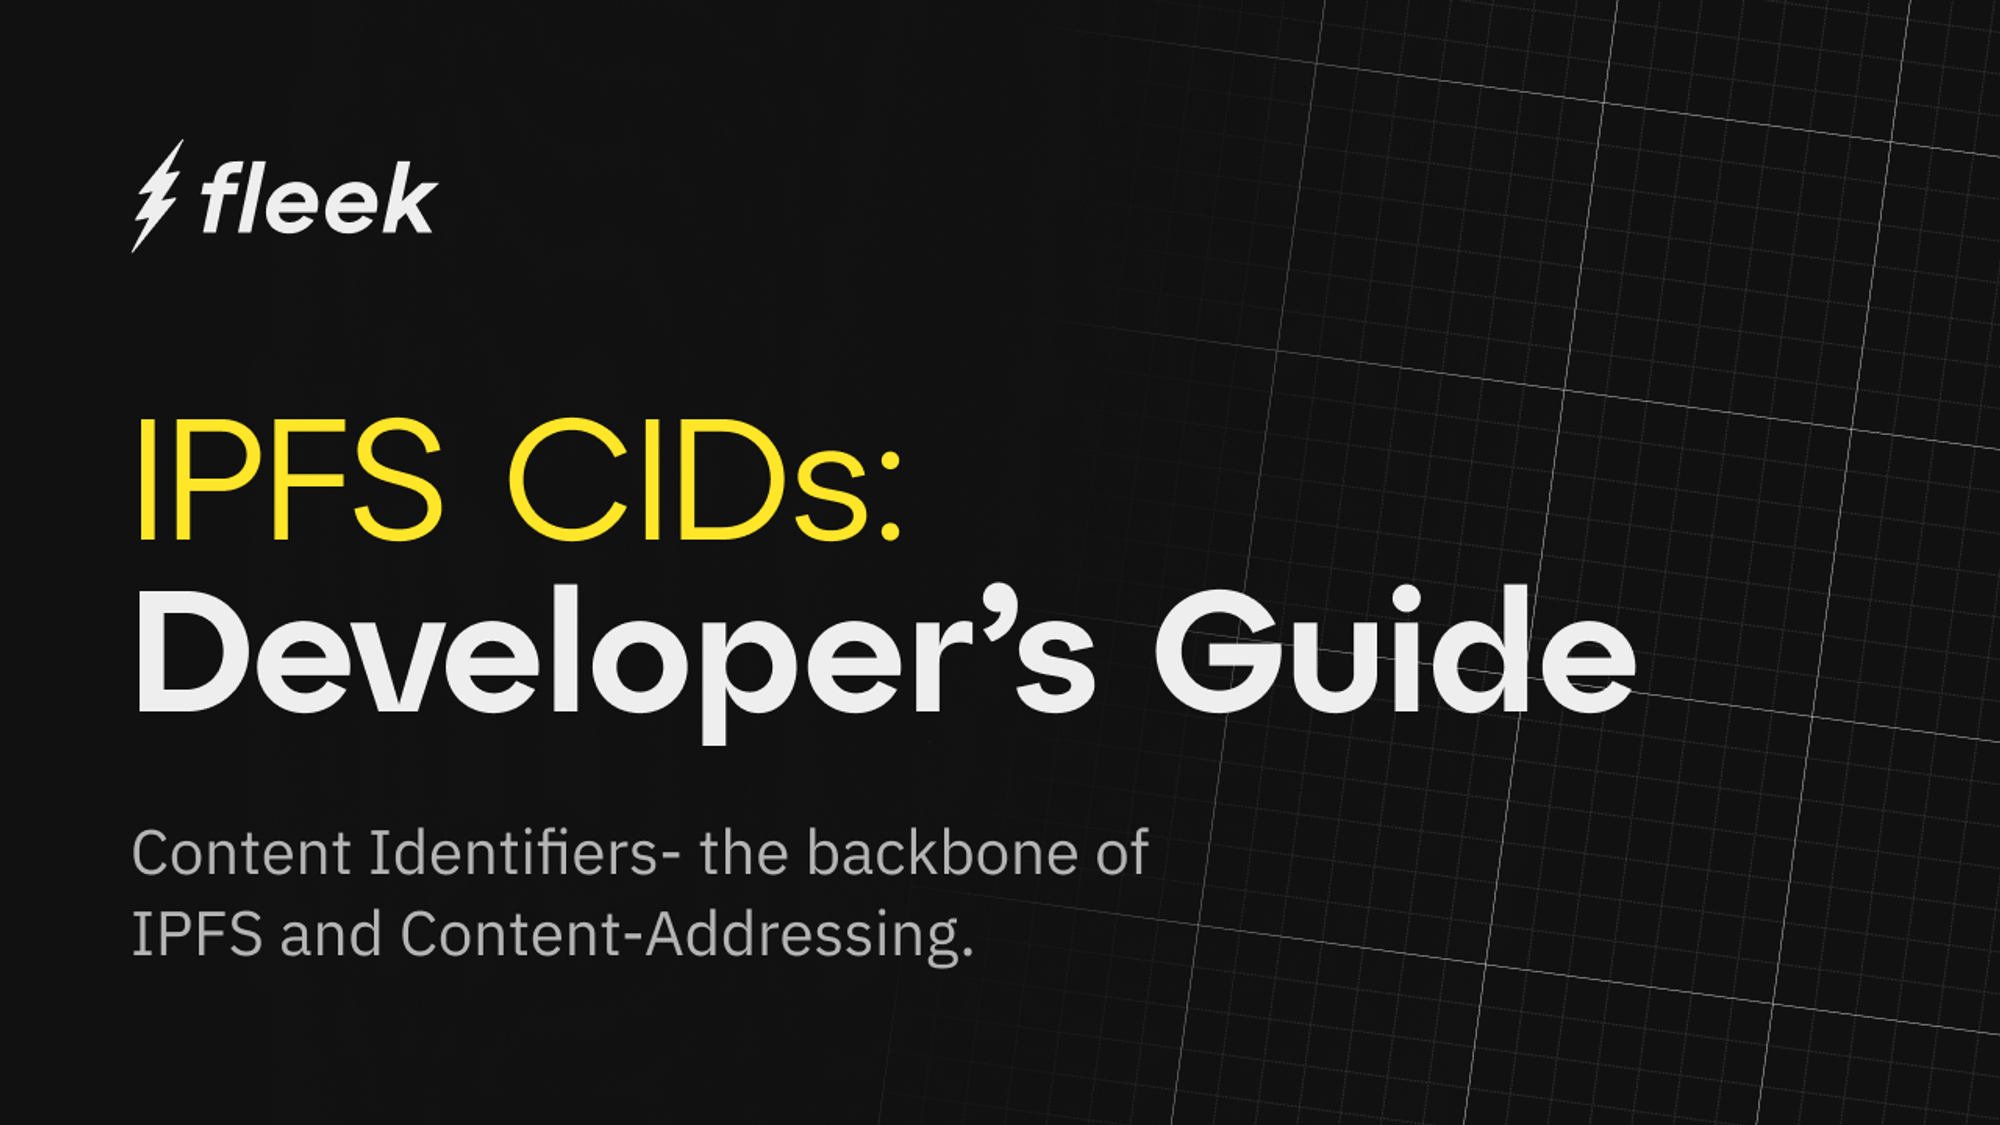 fleek
IPFS CIDs:
Developer’s Guide
Content Identifiers- the backbone of
IPFS and Content-Addressing.